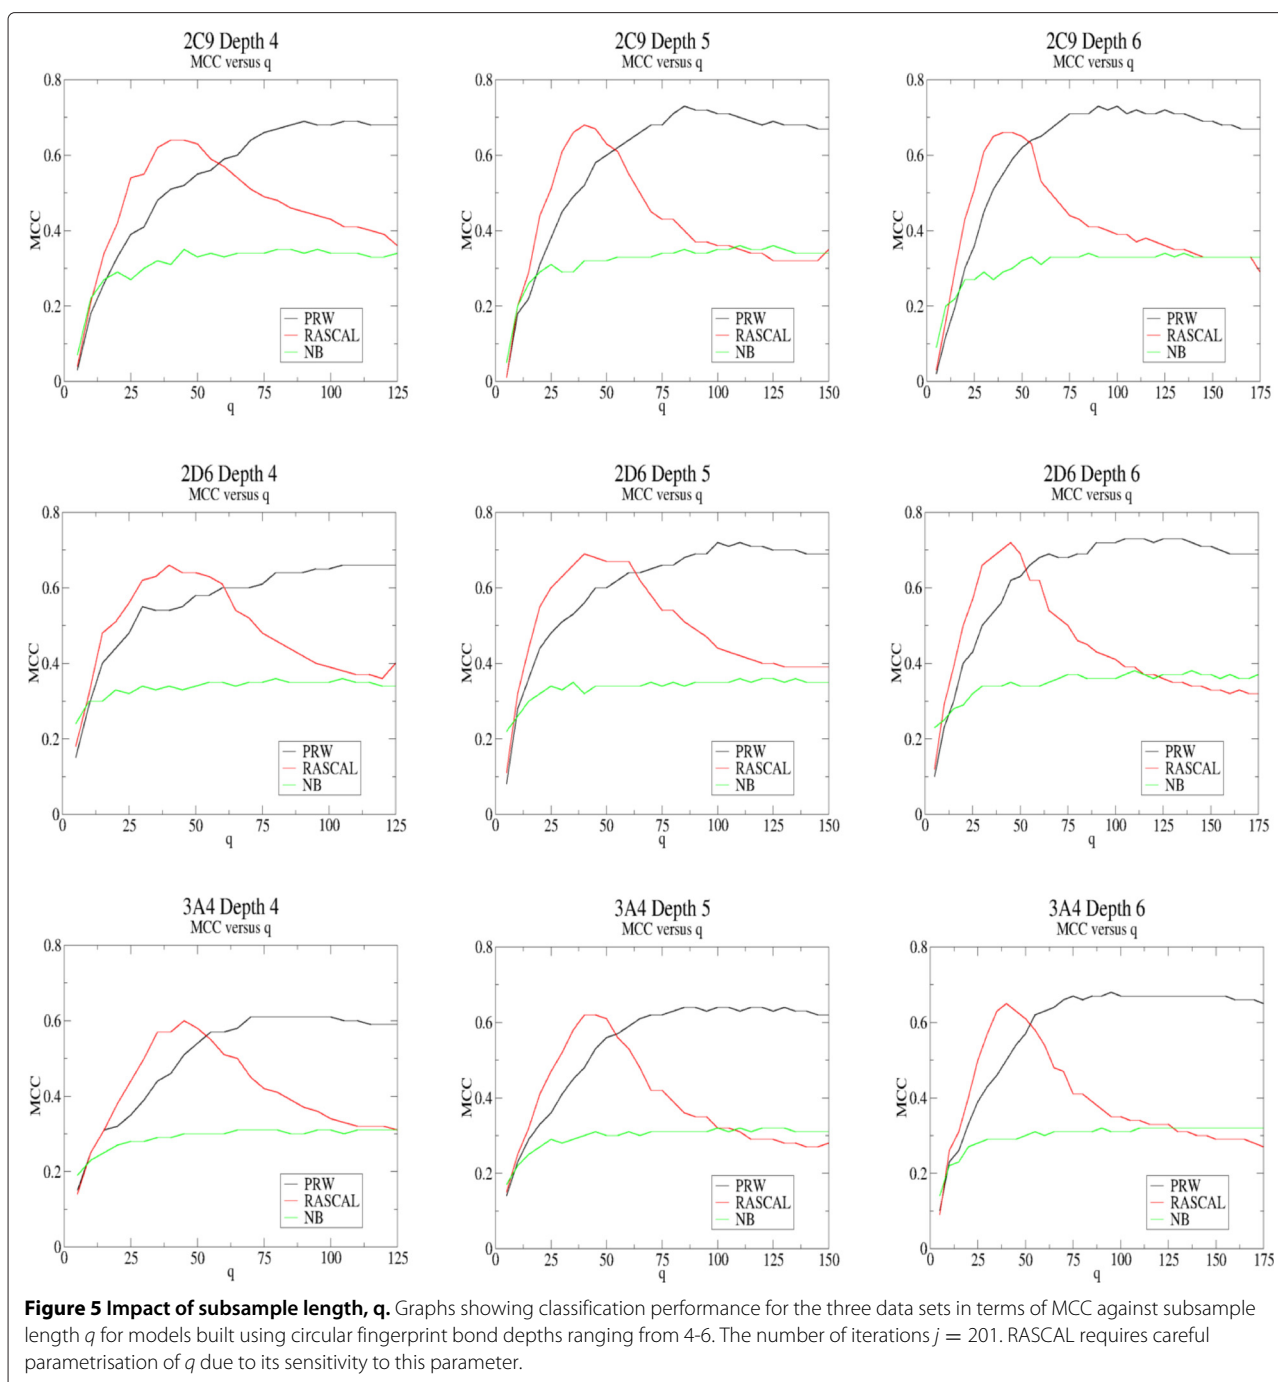 2C9 Depth 4
MCC versus q
0.8
0.6
0.4
0.2
0
MCC
0 25 50 75 100 125
q
PRW
RASCAL
NB
2C9 Depth 5
MCC versus q
0.8
0.6
0.4
0.2
0
MCC
0 25 50 75 100 125 150
q
PRW
RASCAL
NB
2C9 Depth 6
MCC versus q
0.8
0.6
0.4
0.2
0
MCC
0 25 50 75 100 125 150 175
q
PRW
RASCAL
NB
2D6 Depth 4
MCC versus q
0.8
0.6
0.4
0.2
0
MCC
0 25 50 75 100 125
q
PRW
RASCAL
NB
2D6 Depth 5
MCC versus q
0.8
0.6
0.4
0.2
0
MCC
0 25 50 75 100 125 150
q
PRW
RASCAL
NB
2D6 Depth 6
MCC versus q
0.8
0.6
0.4
0.2
0
MCC
0 25 50 75 100 125 150 175
q
PRW
RASCAL
NB
3A4 Depth 4
MCC versus q
0.8
0.6
0.4
0.2
0
MCC
0 25 50 75 100 125
q
PRW
RASCAL
NB
3A4 Depth 5
MCC versus q
0.8
0.6
0.4
0.2
0
MCC
0 25 50 75 100 125 150
q
PRW
RASCAL
NB
3A4 Depth 6
MCC versus q
0.8
0.6
0.4
0.2
0
MCC
0 25 50 75 100 125 150 175
q
PRW
RASCAL
NB
Figure 5 Impact of subsample length, q. Graphs showing classification performance for the three data sets in terms of MCC against subsample
length q for models built using circular fingerprint bond depths ranging from 4-6. The number of iterations j = 201. RASCAL requires careful
parametrisation of q due to its sensitivity to this parameter.